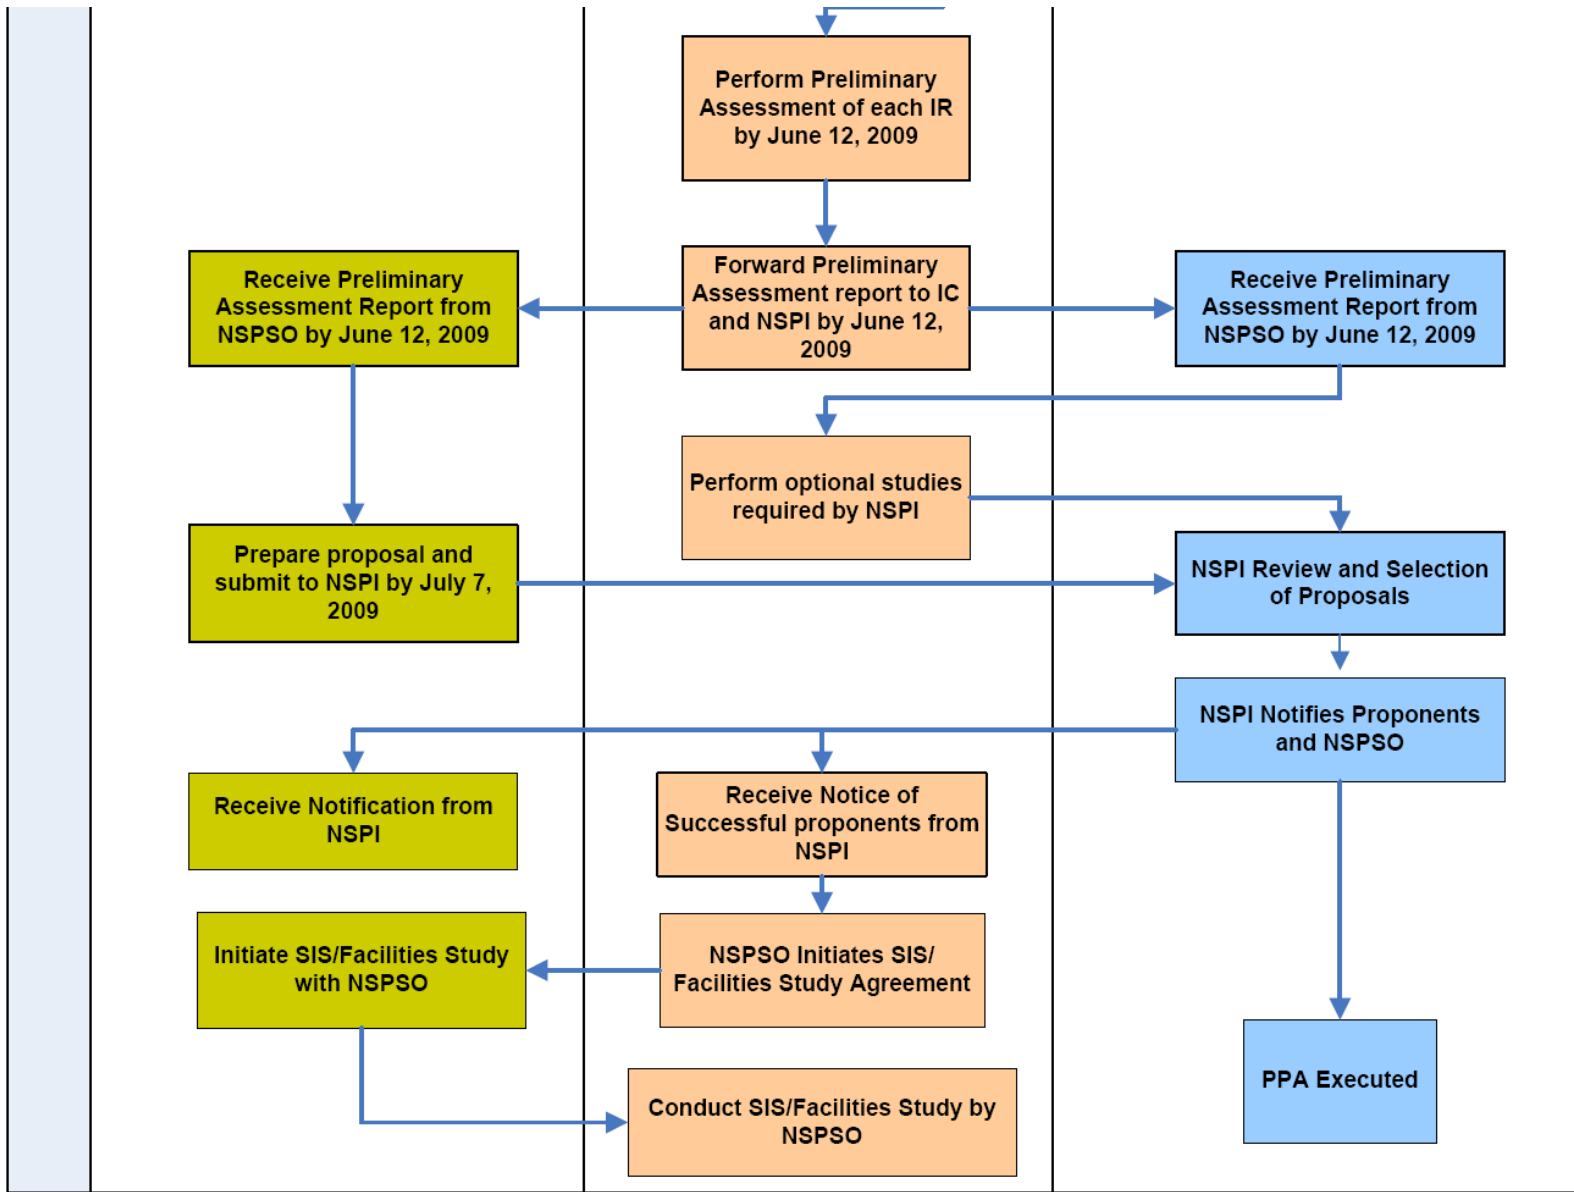 Perform Preliminary
Assessment of each IR
by June 12, 2009
Receive Preliminary
Assessment Report from
NSPSO by June 12, 2009
Forward Preliminary
Assessment report to IC
and NSPI by June 12,
2009
Receive Preliminary
Assessment Report from
NSPSO by June 12, 2009
Perform optional studies
required by NSPI
Prepare proposal and
submit to NSPI by July 7,
2009
NSPI Review and Selection
of Proposals
NSPI Notifies Proponents
and NSPSO
Receive Notification from
NSPI
Receive Notice of
Successful proponents from
NSPI
Initiate SIS/Facilities Study
with NSPSO
NSPSO Initiates SIS/
Facilities Study Agreement
PPA Executed
Conduct SIS/Facilities Study by
NSPSO